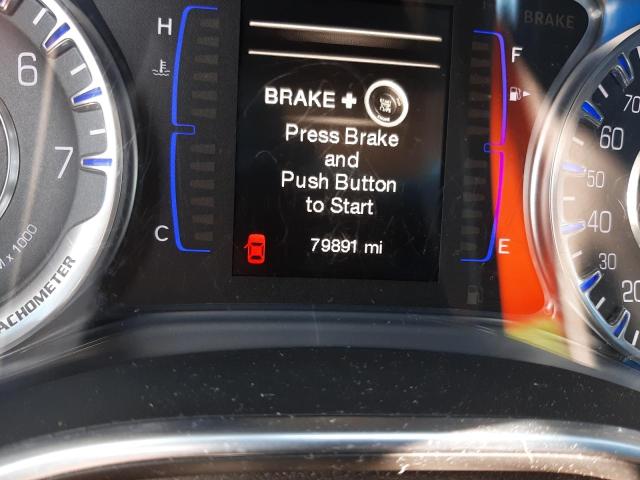 BRAKE
H
F
6
70
BRAKE +
60
Press Brake
7
and
50
Push Button
to Start
40
C
79891 mi
E
30
20
x 1000
TACHOMETER